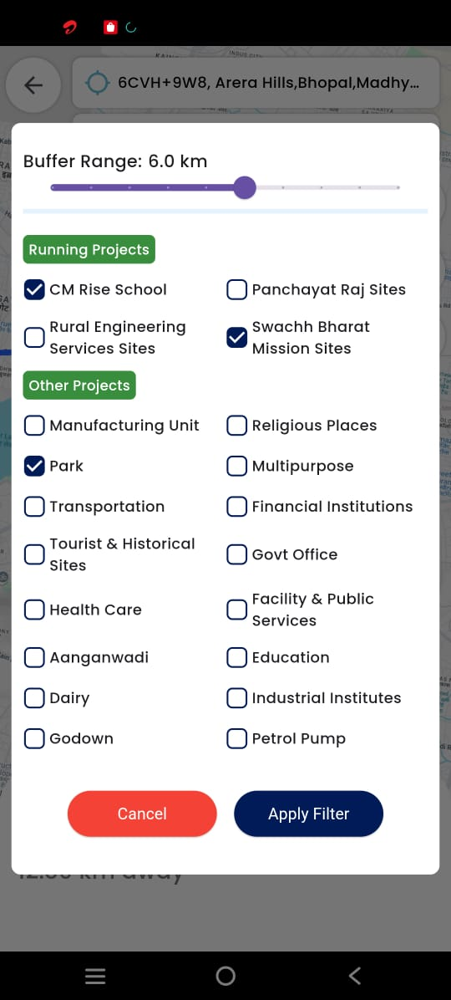 6CVH+9W8, Arera Hills,Bhopal,Madhy...
Buffer Range: 6.0 km
Running Projects
CM Rise School
Panchayat Raj Sites
Rural Engineering
Services Sites
Swachh Bharat
Mission Sites
Other Projects
Manufacturing Unit
Religious Places
Park
Multipurpose
Transportation
Financial Institutions
Tourist & Historical
Sites
Govt Office
Health Care
Facility & Public
Services
Aanganwadi
Education
Dairy
Industrial Institutes
Godown
Petrol Pump
Cancel
Apply Filter